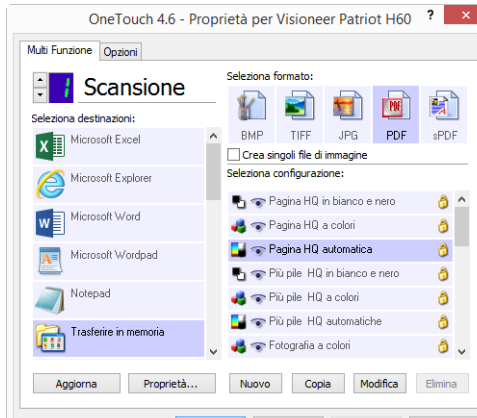 OneTouch 4.6 - Proprietà per Visioneer Patriot H60
Multi Funzione
Opzioni
1 Scansione
Seleziona destinazioni:
Microsoft Excel
Microsoft Explorer
Microsoft Word
Microsoft Wordpad
Notepad
Trasferire in memoria
Aggiorna
Proprietà...
Seleziona formato:
BMP
TIFF
JPG
PDF
sPDF
Crea singoli file di immagine
Seleziona configurazione:
Pagina HQ in bianco e nero
Pagina HQ a colori
Pagina HQ automatica
Più pile HQ in bianco e nero
Più pile HQ a colori
Più pile HQ automatiche
Fotografia a colori
Nuovo
Copia
Modifica
Elimina